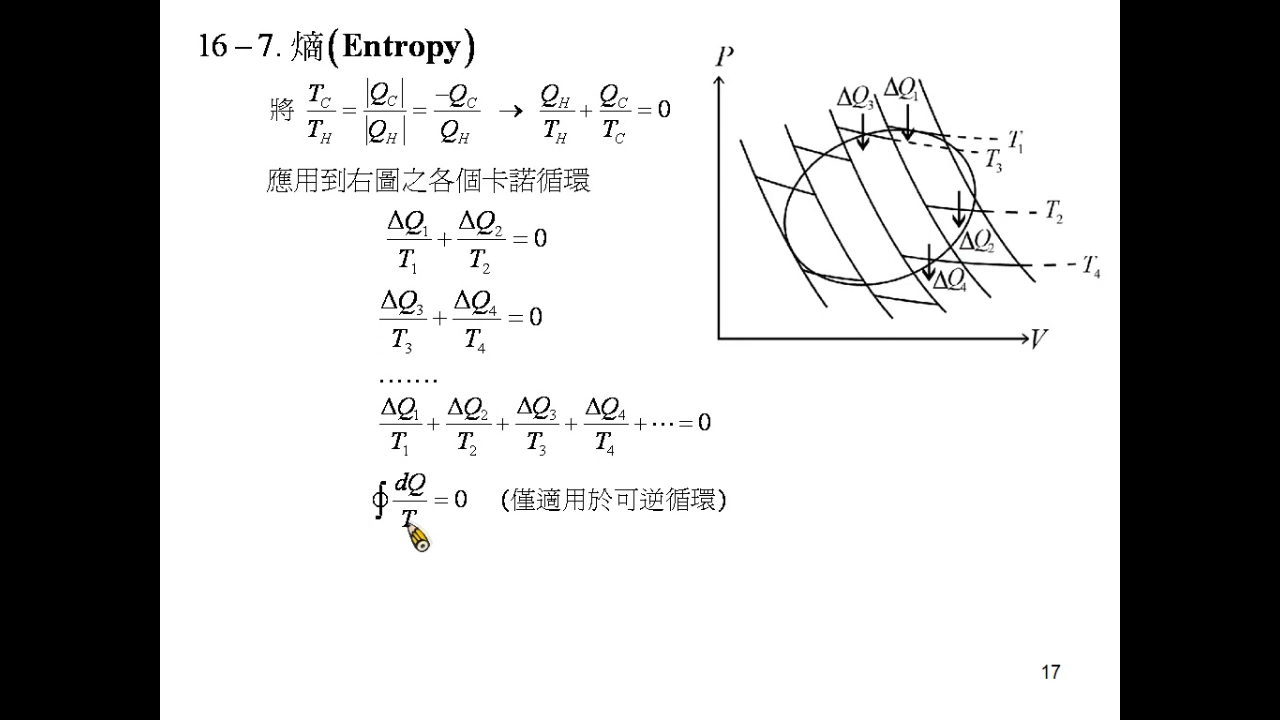 16–7. 熵(Entropy)
將 T_C/T_H = |Q_C|/|Q_H| = −Q_C/Q_H → Q_H/T_H + Q_C/T_C = 0
應用到右圖之各個卡諾循環
ΔQ₁/T₁ + ΔQ₂/T₂ = 0
ΔQ₃/T₃ + ΔQ₄/T₄ = 0
.......
ΔQ₁/T₁ + ΔQ₂/T₂ + ΔQ₃/T₃ + ΔQ₄/T₄ + ⋯ = 0
∮ dQ/T = 0 (僅適用於可逆循環)
P
ΔQ₃
ΔQ₁
T₁
T₃
T₂
ΔQ₂
T₄
ΔQ₄
V
17